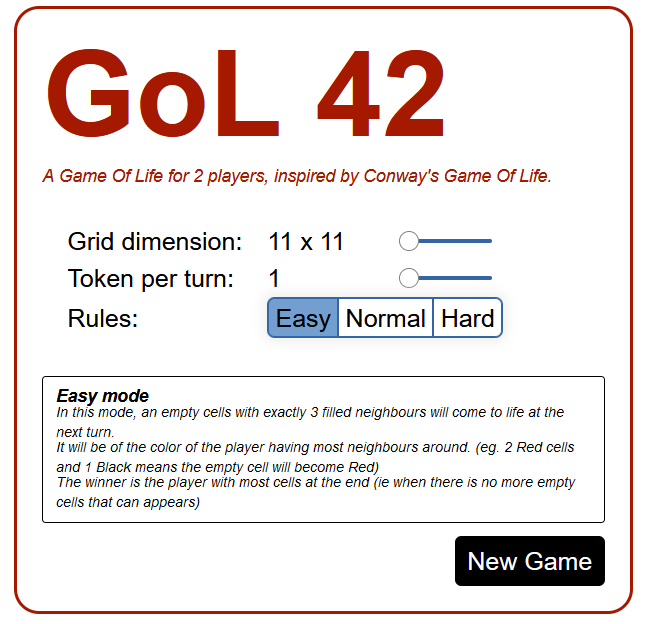 GoL 42
A Game Of Life for 2 players, inspired by Conway's Game Of Life.
Grid dimension: 11 x 11
Token per turn: 1
Rules: Easy Normal Hard
Easy mode
In this mode, an empty cells with exactly 3 filled neighbours will come to life at the
next turn.
It will be of the color of the player having most neighbours around. (eg. 2 Red cells
and 1 Black means the empty cell will become Red)
The winner is the player with most cells at the end (ie when there is no more empty
cells that can appears)
New Game